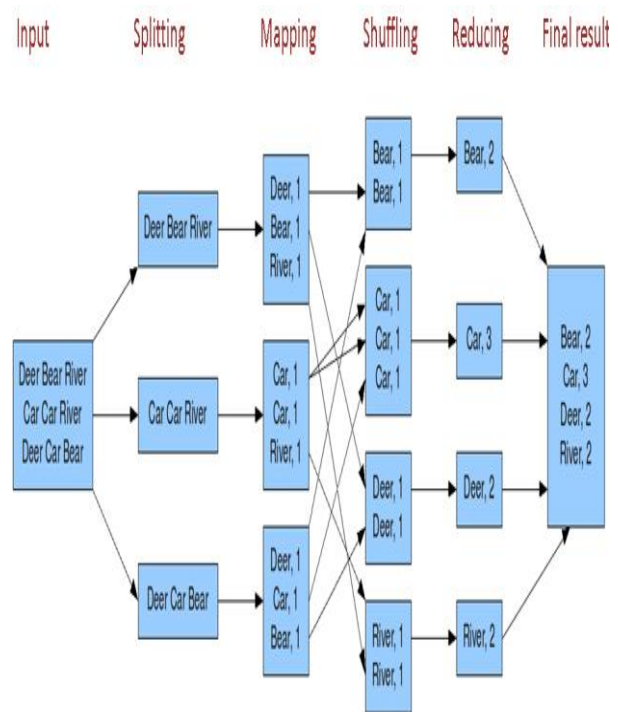 Input
Splitting
Mapping
Shuffling
Reducing
Final result
Deer Bear River
Car Car River
Deer Car Bear
Deer Bear River
Car Car River
Deer Car Bear
Deer, 1
Bear, 1
River, 1
Car, 1
Car, 1
River, 1
Deer, 1
Car, 1
Bear, 1
Bear, 1
Bear, 1
Car, 1
Car, 1
Car, 1
Deer, 1
Deer, 1
River, 1
River, 1
Bear, 2
Car, 3
Deer, 2
River, 2
Bear, 2
Car, 3
Deer, 2
River, 2